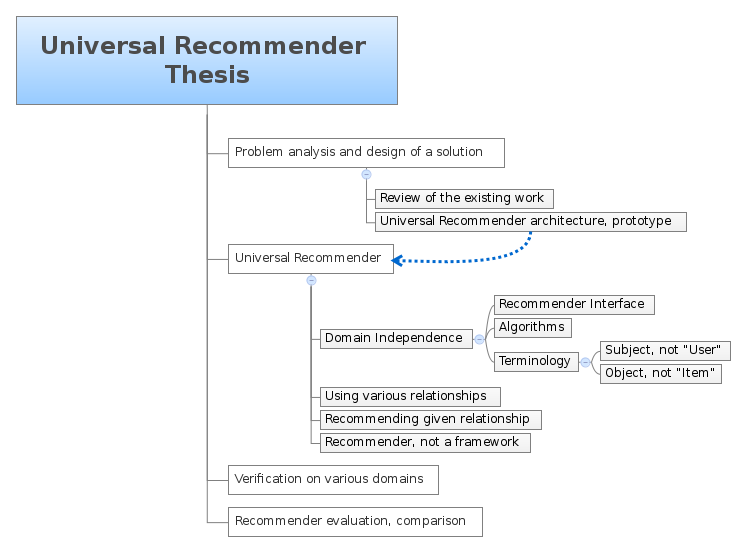 Universal Recommender
Thesis
Problem analysis and design of a solution
Review of the existing work
Universal Recommender architecture, prototype
Universal Recommender
Domain Independence
Recommender Interface
Algorithms
Terminology
Subject, not "User"
Object, not "Item"
Using various relationships
Recommending given relationship
Recommender, not a framework
Verification on various domains
Recommender evaluation, comparison